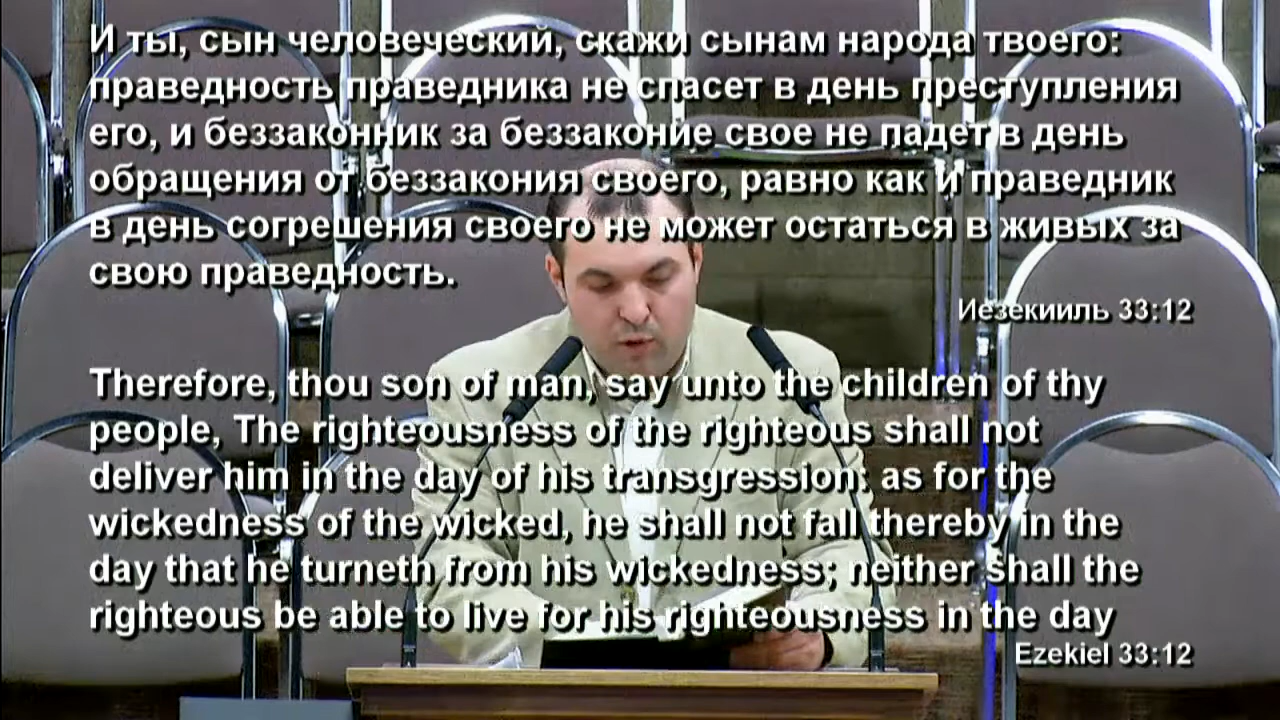 И ты, сын человеческий, скажи сынам народа твоего:
праведность праведника не спасет в день преступления
его, и беззаконник за беззаконие свое не падет в день
обращения от беззакония своего, равно как и праведник
в день согрешения своего не может остаться в живых за
свою праведность.
Иезекииль 33:12
Therefore, thou son of man, say unto the children of thy
people, The righteousness of the righteous shall not
deliver him in the day of his transgression: as for the
wickedness of the wicked, he shall not fall thereby in the
day that he turneth from his wickedness; neither shall the
righteous be able to live for his righteousness in the day
Ezekiel 33:12